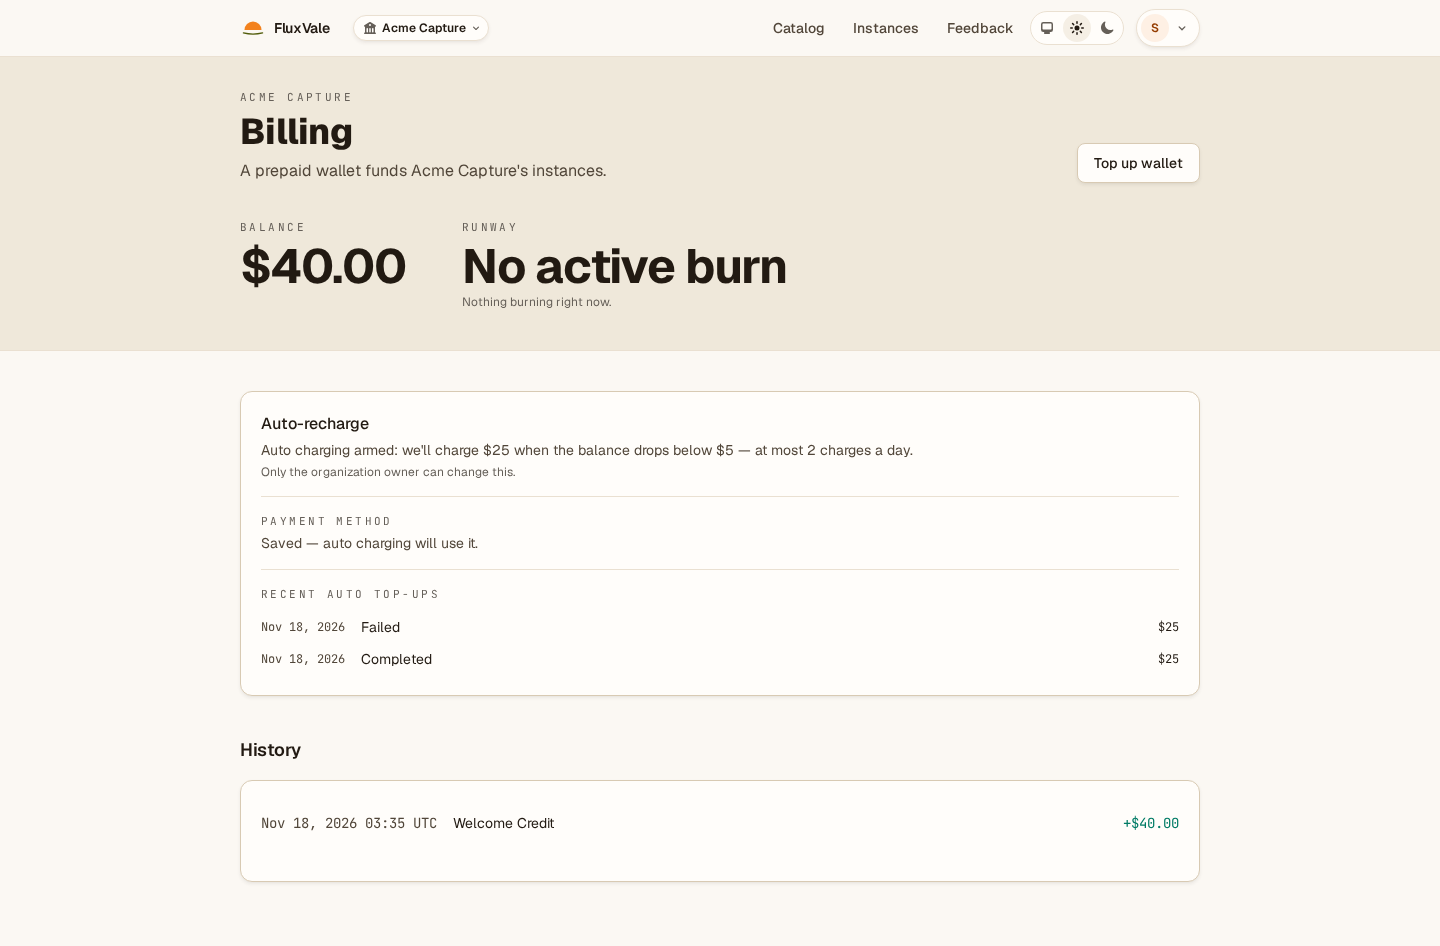 FluxVale
Acme Capture
Catalog
Instances
Feedback
S
ACME CAPTURE
Billing
A prepaid wallet funds Acme Capture's instances.
Top up wallet
BALANCE
$40.00
RUNWAY
No active burn
Nothing burning right now.
Auto-recharge
Auto charging armed: we'll charge $25 when the balance drops below $5 — at most 2 charges a day.
Only the organization owner can change this.
PAYMENT METHOD
Saved — auto charging will use it.
RECENT AUTO TOP-UPS
Nov 18, 2026 Failed $25
Nov 18, 2026 Completed $25
History
Nov 18, 2026 03:35 UTC Welcome Credit +$40.00